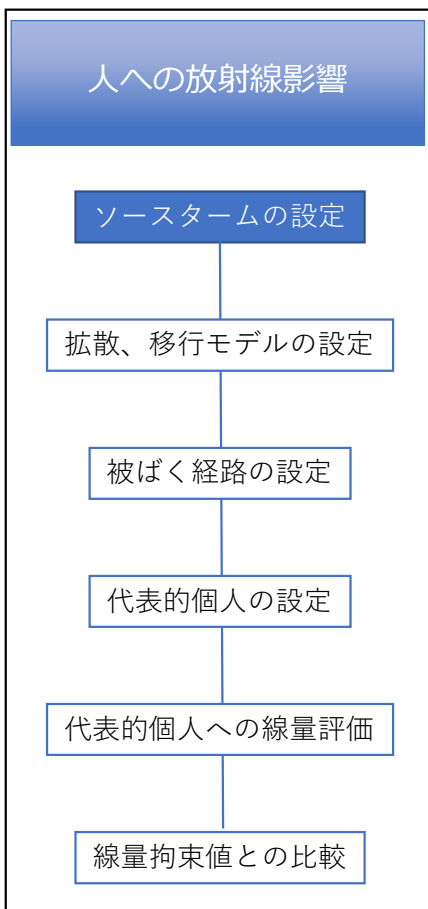 人への放射線影響
ソースタームの設定
拡散、移行モデルの設定
被ばく経路の設定
代表的個人の設定
代表的個人への線量評価
線量拘束値との比較